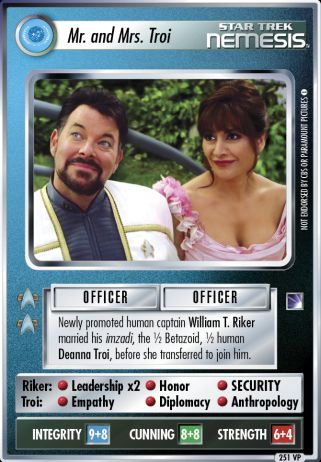 Mr. and Mrs. Troi
STAR TREK
NEMESIS
NOT ENDORSED BY CBS OR PARAMOUNT PICTURES
OFFICER OFFICER
Newly promoted human captain William T. Riker
married his imzadi, the ½ Betazoid, ½ human
Deanna Troi, before she transferred to join him.
Riker: Leadership x2 Honor SECURITY
Troi: Empathy Diplomacy Anthropology
INTEGRITY 9+8 CUNNING 8+8 STRENGTH 6+4
251 VP